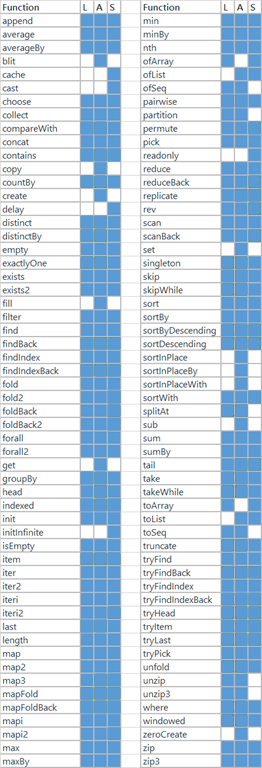 Function L A S
append
average
averageBy
blit
cache
cast
choose
collect
compareWith
concat
contains
copy
countBy
create
delay
distinct
distinctBy
empty
exactlyOne
exists
exists2
fill
filter
find
findBack
findIndex
findIndexBack
fold
fold2
foldBack
foldBack2
forall
forall2
get
groupBy
head
indexed
init
initInfinite
isEmpty
item
iter
iter2
iteri
iteri2
last
length
map
map2
map3
mapFold
mapFoldBack
mapi
mapi2
max
maxBy
Function L A S
min
minBy
nth
ofArray
ofList
ofSeq
pairwise
partition
permute
pick
readonly
reduce
reduceBack
replicate
rev
scan
scanBack
set
singleton
skip
skipWhile
sort
sortBy
sortByDescending
sortDescending
sortInPlace
sortInPlaceBy
sortInPlaceWith
sortWith
splitAt
sub
sum
sumBy
tail
take
takeWhile
toArray
toList
toSeq
truncate
tryFind
tryFindBack
tryFindIndex
tryFindIndexBack
tryHead
tryItem
tryLast
tryPick
unfold
unzip
unzip3
where
windowed
zeroCreate
zip
zip3